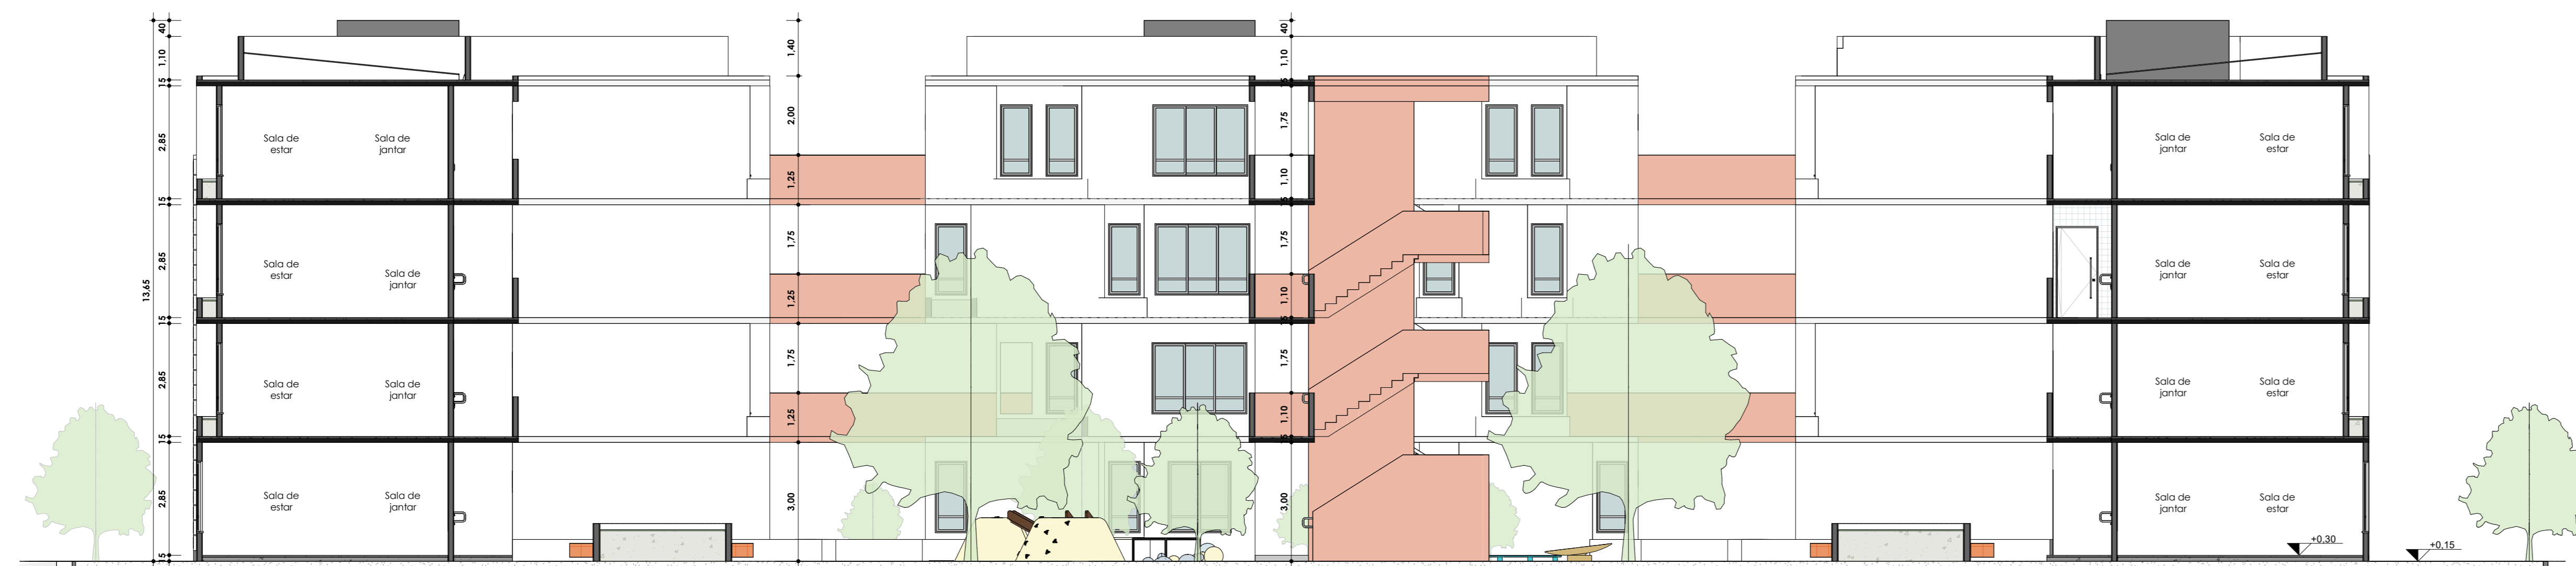 13,65
40
1,10
15
2,85
15
2,85
15
2,85
15
2,85
15
Sala de
estar
Sala de
jantar
Sala de
estar
Sala de
jantar
Sala de
estar
Sala de
jantar
Sala de
estar
Sala de
jantar
1,40
2,00
1,25
1,75
1,25
1,75
1,25
3,00
40
1,10
1,75
1,10
1,75
1,10
1,75
1,10
3,00
Sala de
jantar
Sala de
estar
Sala de
jantar
Sala de
estar
Sala de
jantar
Sala de
estar
Sala de
jantar
Sala de
estar
+0,30
+0,15